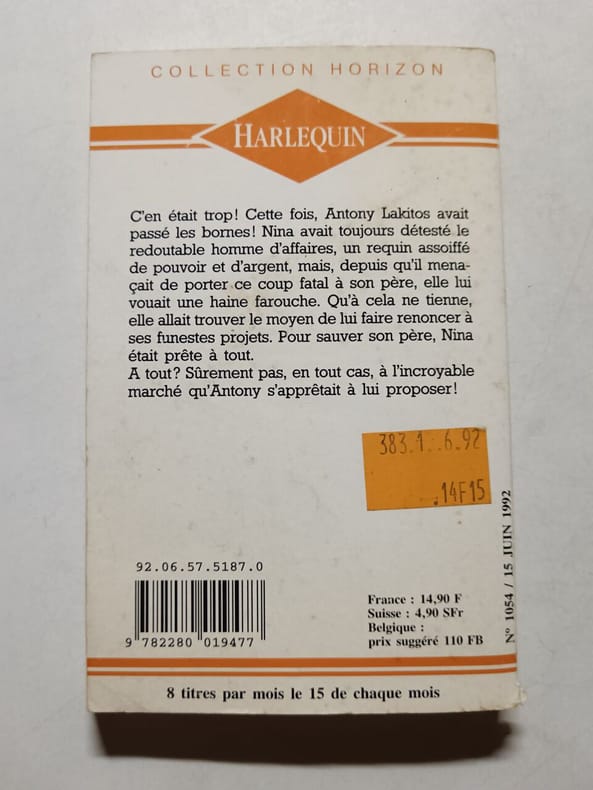 COLLECTION HORIZON
HARLEQUIN
C'en était trop! Cette fois, Antony Lakitos avait
passé les bornes! Nina avait toujours détesté le
redoutable homme d'affaires, un requin assoiffé
de pouvoir et d'argent, mais, depuis qu'il mena-
çait de porter ce coup fatal à son père, elle lui
vouait une haine farouche. Qu'à cela ne tienne,
elle allait trouver le moyen de lui faire renoncer à
ses funestes projets. Pour sauver son père, Nina
était prête à tout.
A tout? Sûrement pas, en tout cas, à l'incroyable
marché qu'Antony s'apprêtait à lui proposer!
383.1..6.92
.14F15
92.06.57.5187.0
9 782280 019477
France : 14,90 F
Suisse : 4,90 SFr
Belgique :
prix suggéré 110 FB
N° 1054 / 15 JUIN 1992
8 titres par mois le 15 de chaque mois